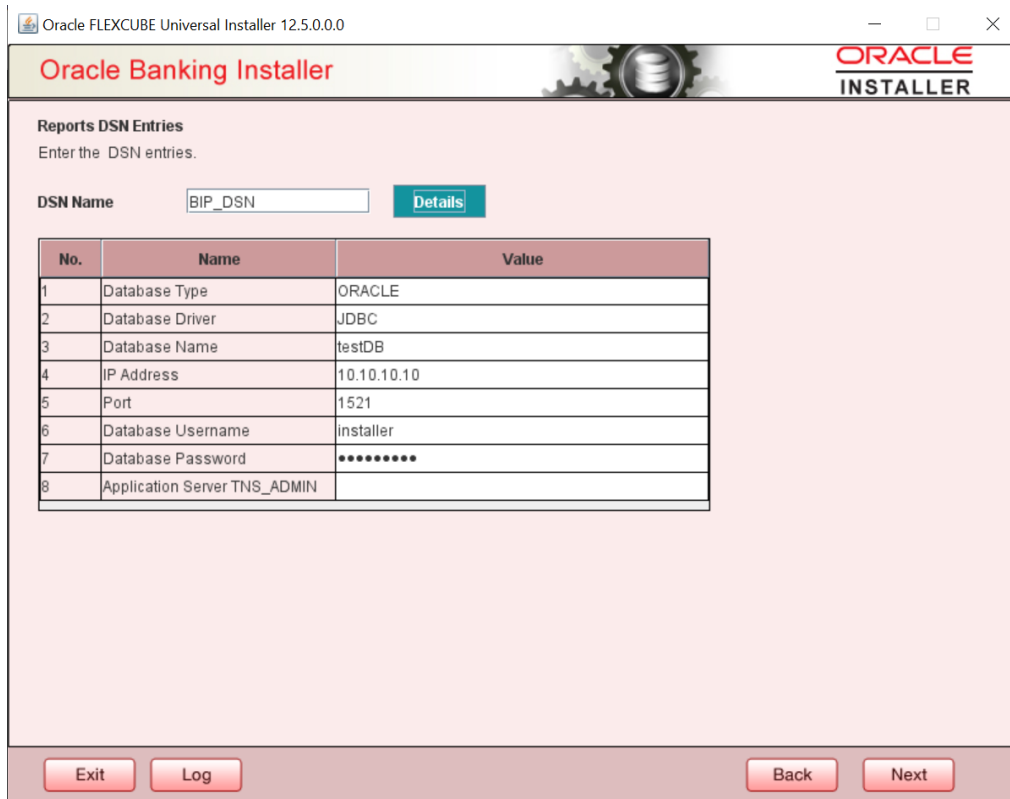 Oracle FLEXCUBE Universal Installer 12.5.0.0.0
Oracle Banking Installer
ORACLE
INSTALLER
Reports DSN Entries
Enter the DSN entries.
DSN Name BIP_DSN Details
No. Name Value
1 Database Type ORACLE
2 Database Driver JDBC
3 Database Name testDB
4 IP Address 10.10.10.10
5 Port 1521
6 Database Username installer
7 Database Password •••••••••
8 Application Server TNS_ADMIN
Exit Log Back Next